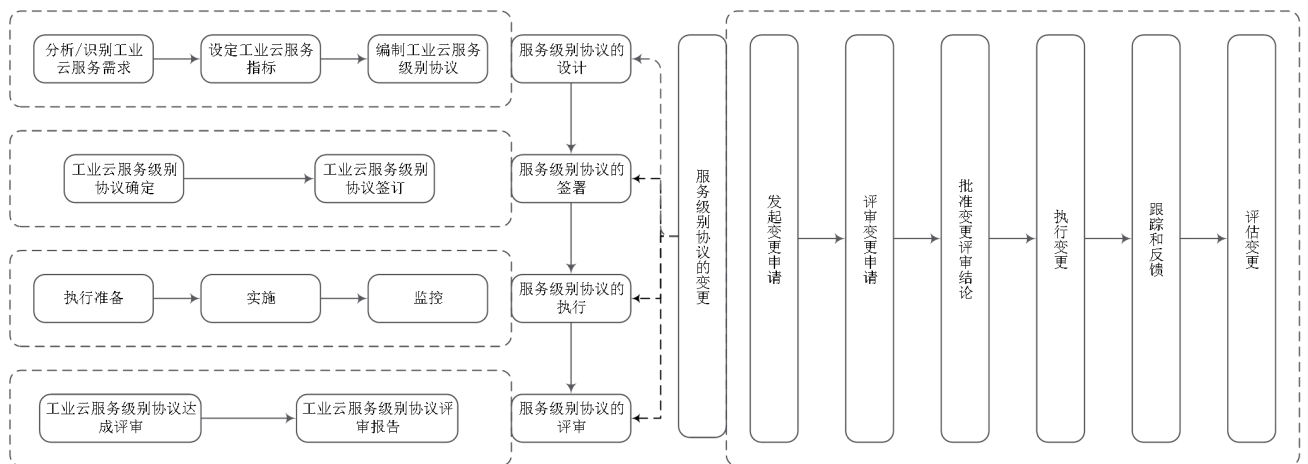 分析/识别工业
云服务需求
设定工业云服务
指标
编制工业云服务
级别协议
服务级别协议的
设计
工业云服务级别
协议确定
工业云服务级别
协议签订
服务级别协议的
签署
执行准备
实施
监控
服务级别协议的
执行
工业云服务级别协议达
成评审
工业云服务级别协议评
审报告
服务级别协议的
评审
服务级别协议的变更
发起变更申请
评审变更申请
批准变更评审结论
执行变更
跟踪和反馈
评估变更